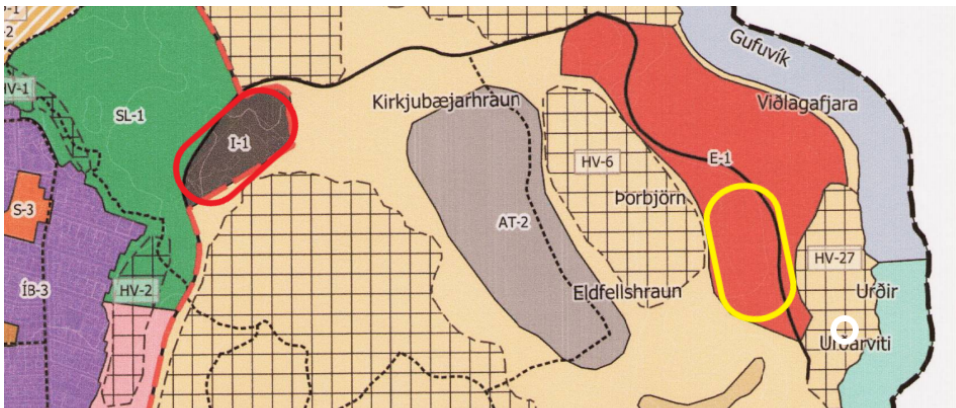 -2
HV-1
SL-1
S-3
ÍB-3
HV-2
I-1
Kirkjubæjarhraun
AT-2
HV-6
Þorbjörn
Eldfellshraun
E-1
Gufuvík
Viðlagafjara
HV-27
Urðir
Urðarviti